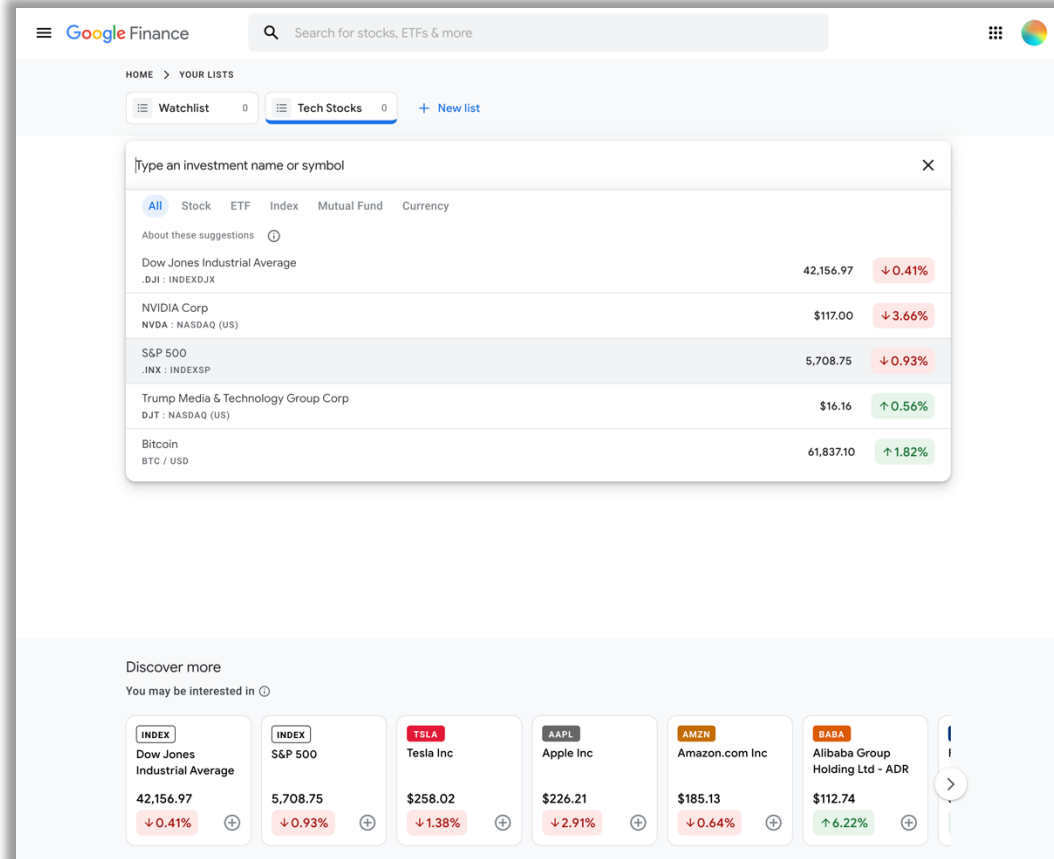 Google Finance
Search for stocks, ETFs & more
HOME > YOUR LISTS
Watchlist 0
Tech Stocks 0
+ New list
Type an investment name or symbol
All Stock ETF Index Mutual Fund Currency
About these suggestions
Dow Jones Industrial Average
.DJI : INDEXDJX
42,156.97 ↓0.41%
NVIDIA Corp
NVDA : NASDAQ (US)
$117.00 ↓3.66%
S&P 500
.INX : INDEXSP
5,708.75 ↓0.93%
Trump Media & Technology Group Corp
DJT : NASDAQ (US)
$16.16 ↑0.56%
Bitcoin
BTC / USD
61,837.10 ↑1.82%
Discover more
You may be interested in
INDEX
Dow Jones
Industrial Average
42,156.97
↓0.41%
INDEX
S&P 500
5,708.75
↓0.93%
TSLA
Tesla Inc
$258.02
↓1.38%
AAPL
Apple Inc
$226.21
↓2.91%
AMZN
Amazon.com Inc
$185.13
↓0.64%
BABA
Alibaba Group
Holding Ltd - ADR
$112.74
↑6.22%